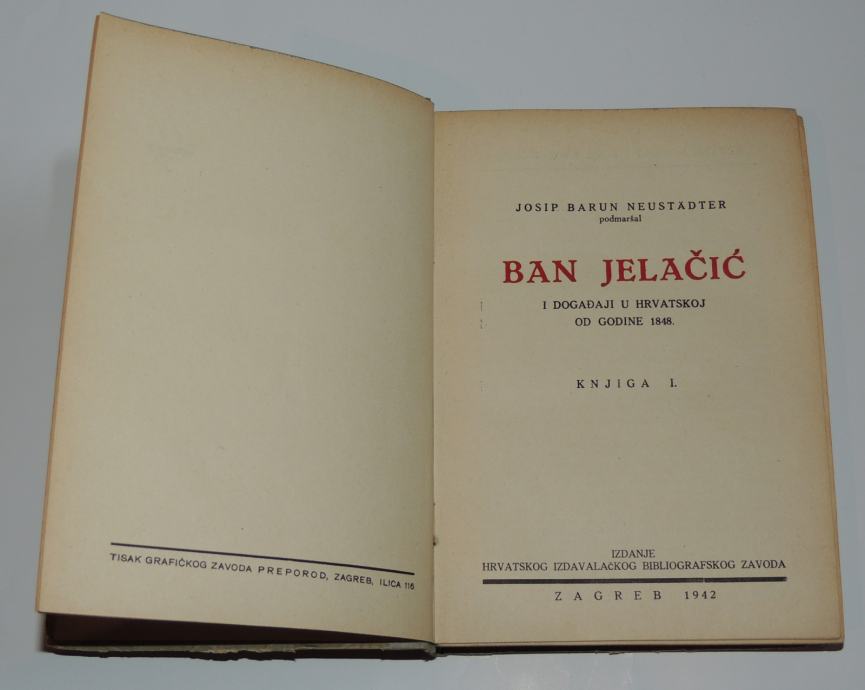 TISAK GRAFIČKOG ZAVODA PREPOROD, ZAGREB, ILICA 116
JOSIP BARUN NEUSTÄDTER
podmaršal
BAN JELAČIĆ
I DOGAĐAJI U HRVATSKOJ
OD GODINE 1848.
KNJIGA I.
IZDANJE
HRVATSKOG IZDAVALAČKOG BIBLIOGRAFSKOG ZAVODA
ZAGREB 1942